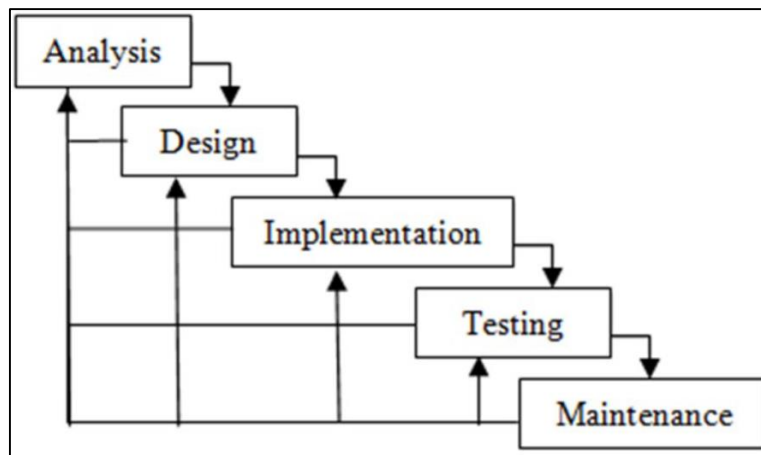 Analysis
Design
Implementation
Testing
Maintenance